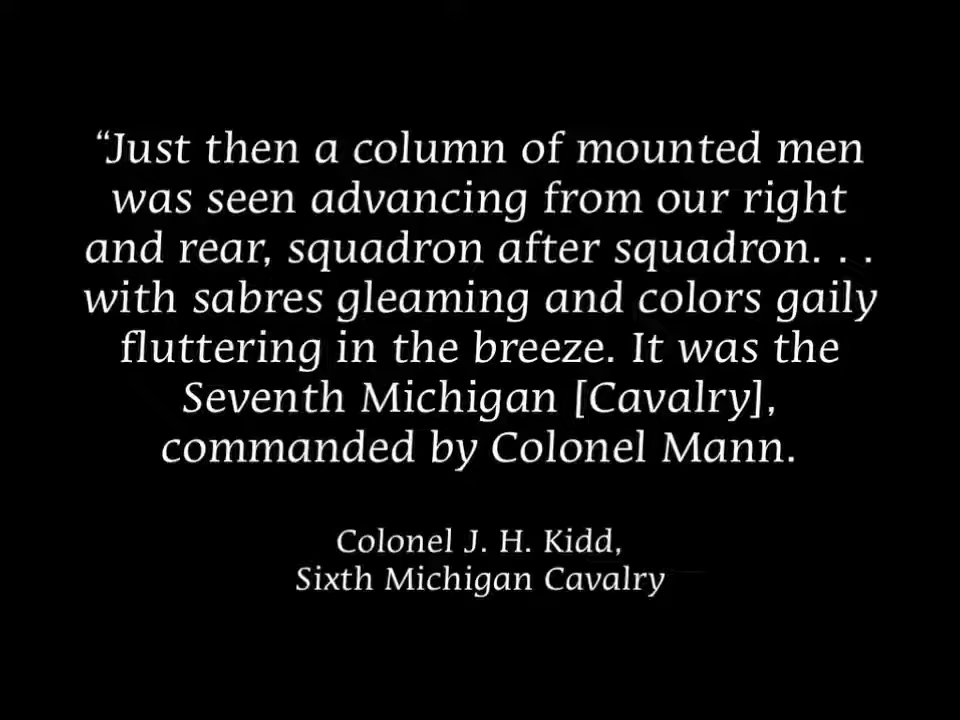 “Just then a column of mounted men
was seen advancing from our right
and rear, squadron after squadron. . .
with sabres gleaming and colors gaily
fluttering in the breeze. It was the
Seventh Michigan [Cavalry],
commanded by Colonel Mann.
Colonel J. H. Kidd,
Sixth Michigan Cavalry